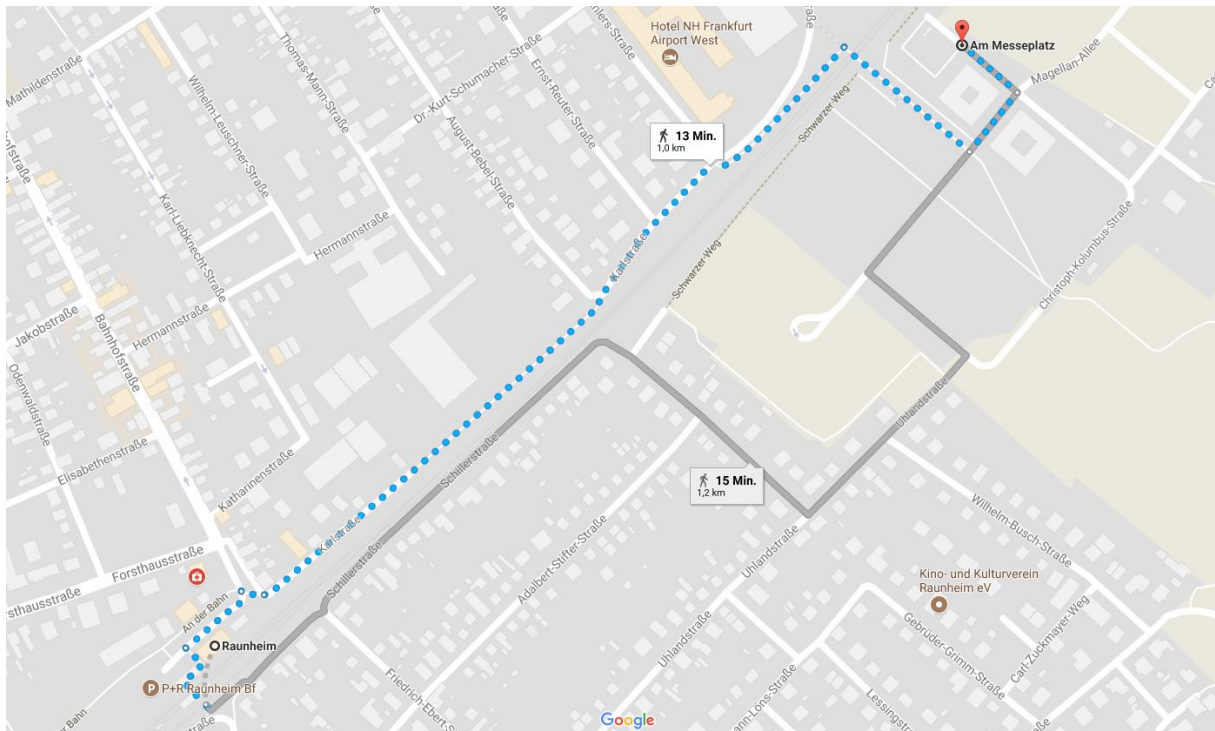 Hotel NH Frankfurt
Airport West
Am Messeplatz
Magellan-Allee
Mathildenstraße
Wilhelm-Leuschner-Straße
Thomas-Mann-Straße
Dr.-Kurt-Schumacher-Straße
Ernst-Reuter-Straße
August-Bebel-Straße
Schwarzer-Weg
13 Min.
1,0 km
Karl-Liebknecht-Straße
Hermannstraße
Karlstraße
Schwarzer-Weg
Christoph-Kolumbus-Straße
Jakobstraße
Hermannstraße
Bahnhofstraße
Odenwaldstraße
Elisabethenstraße
Katharinenstraße
Schillerstraße
Uhlandstraße
15 Min.
1,2 km
Wilhelm-Busch-Straße
Karlstraße
Forsthausstraße
Schillerstraße
Adalbert-Stifter-Straße
Uhlandstraße
Kino- und Kulturverein
Raunheim eV
An der Bahn
Raunheim
Gebrüder-Grimm-Straße
Carl-Zuckmayer-Weg
Uhlandstraße
P+R Raunheim Bf
Google